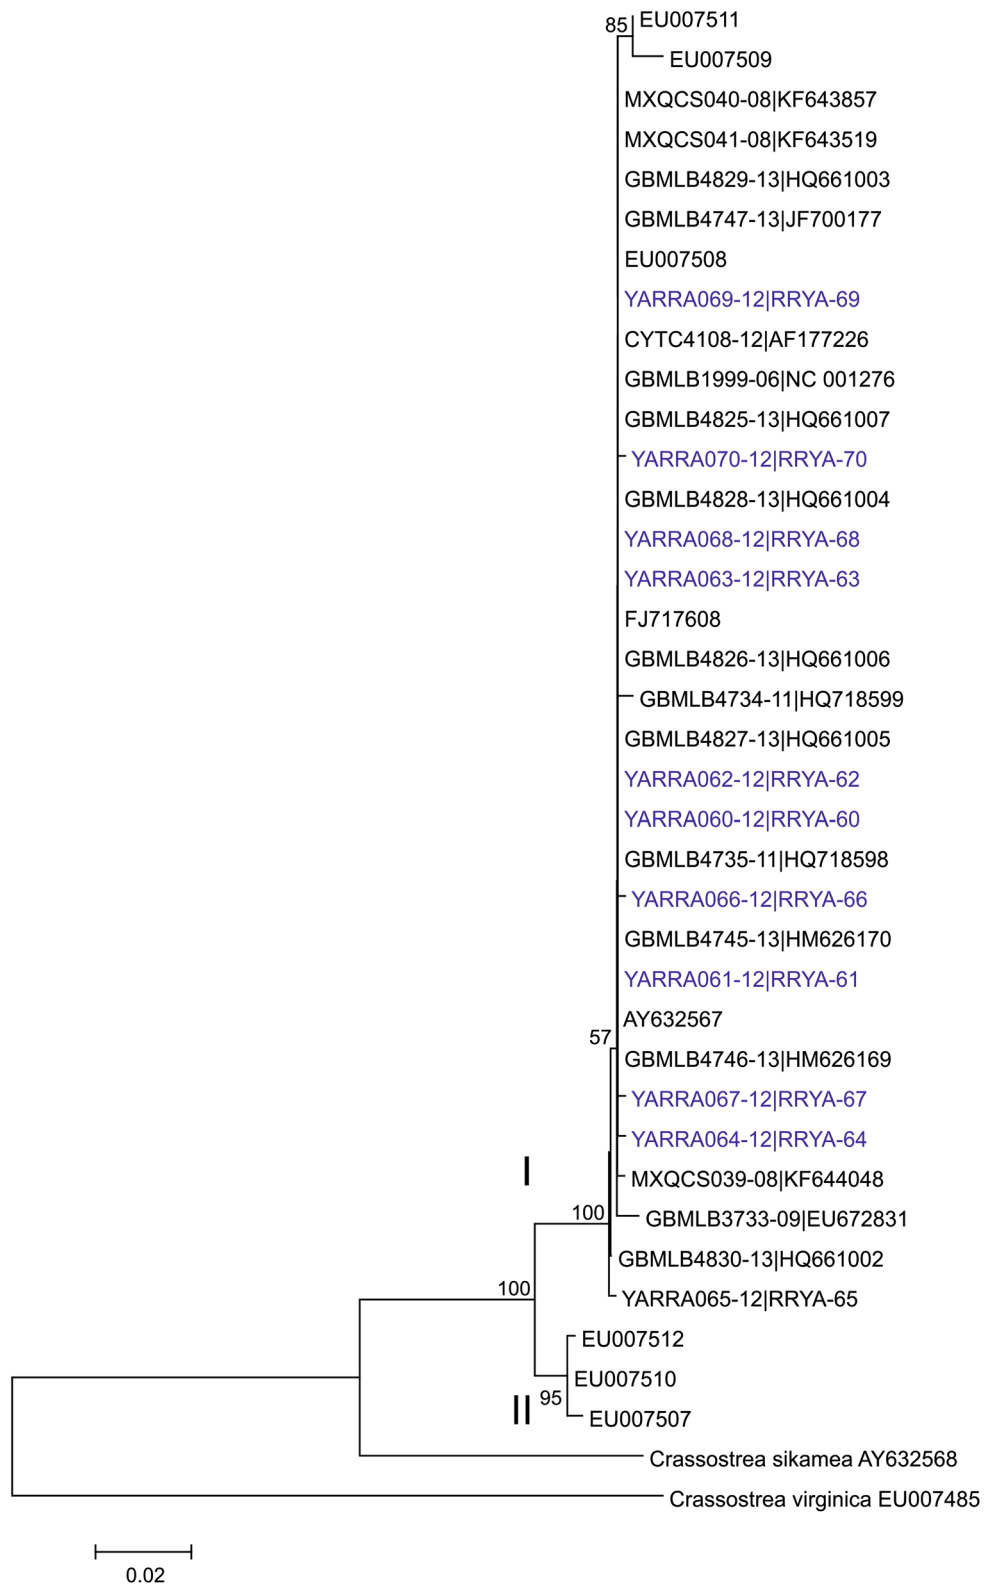 85
EU007511
EU007509
MXQCS040-08|KF643857
MXQCS041-08|KF643519
GBMLB4829-13|HQ661003
GBMLB4747-13|JF700177
EU007508
YARRA069-12|RRYA-69
CYTC4108-12|AF177226
GBMLB1999-06|NC 001276
GBMLB4825-13|HQ661007
YARRA070-12|RRYA-70
GBMLB4828-13|HQ661004
YARRA068-12|RRYA-68
YARRA063-12|RRYA-63
FJ717608
GBMLB4826-13|HQ661006
GBMLB4734-11|HQ718599
GBMLB4827-13|HQ661005
YARRA062-12|RRYA-62
YARRA060-12|RRYA-60
GBMLB4735-11|HQ718598
YARRA066-12|RRYA-66
GBMLB4745-13|HM626170
YARRA061-12|RRYA-61
AY632567
57
GBMLB4746-13|HM626169
YARRA067-12|RRYA-67
YARRA064-12|RRYA-64
I
MXQCS039-08|KF644048
100
GBMLB3733-09|EU672831
GBMLB4830-13|HQ661002
100
YARRA065-12|RRYA-65
EU007512
EU007510
95
II
EU007507
Crassostrea sikamea AY632568
Crassostrea virginica EU007485
0.02